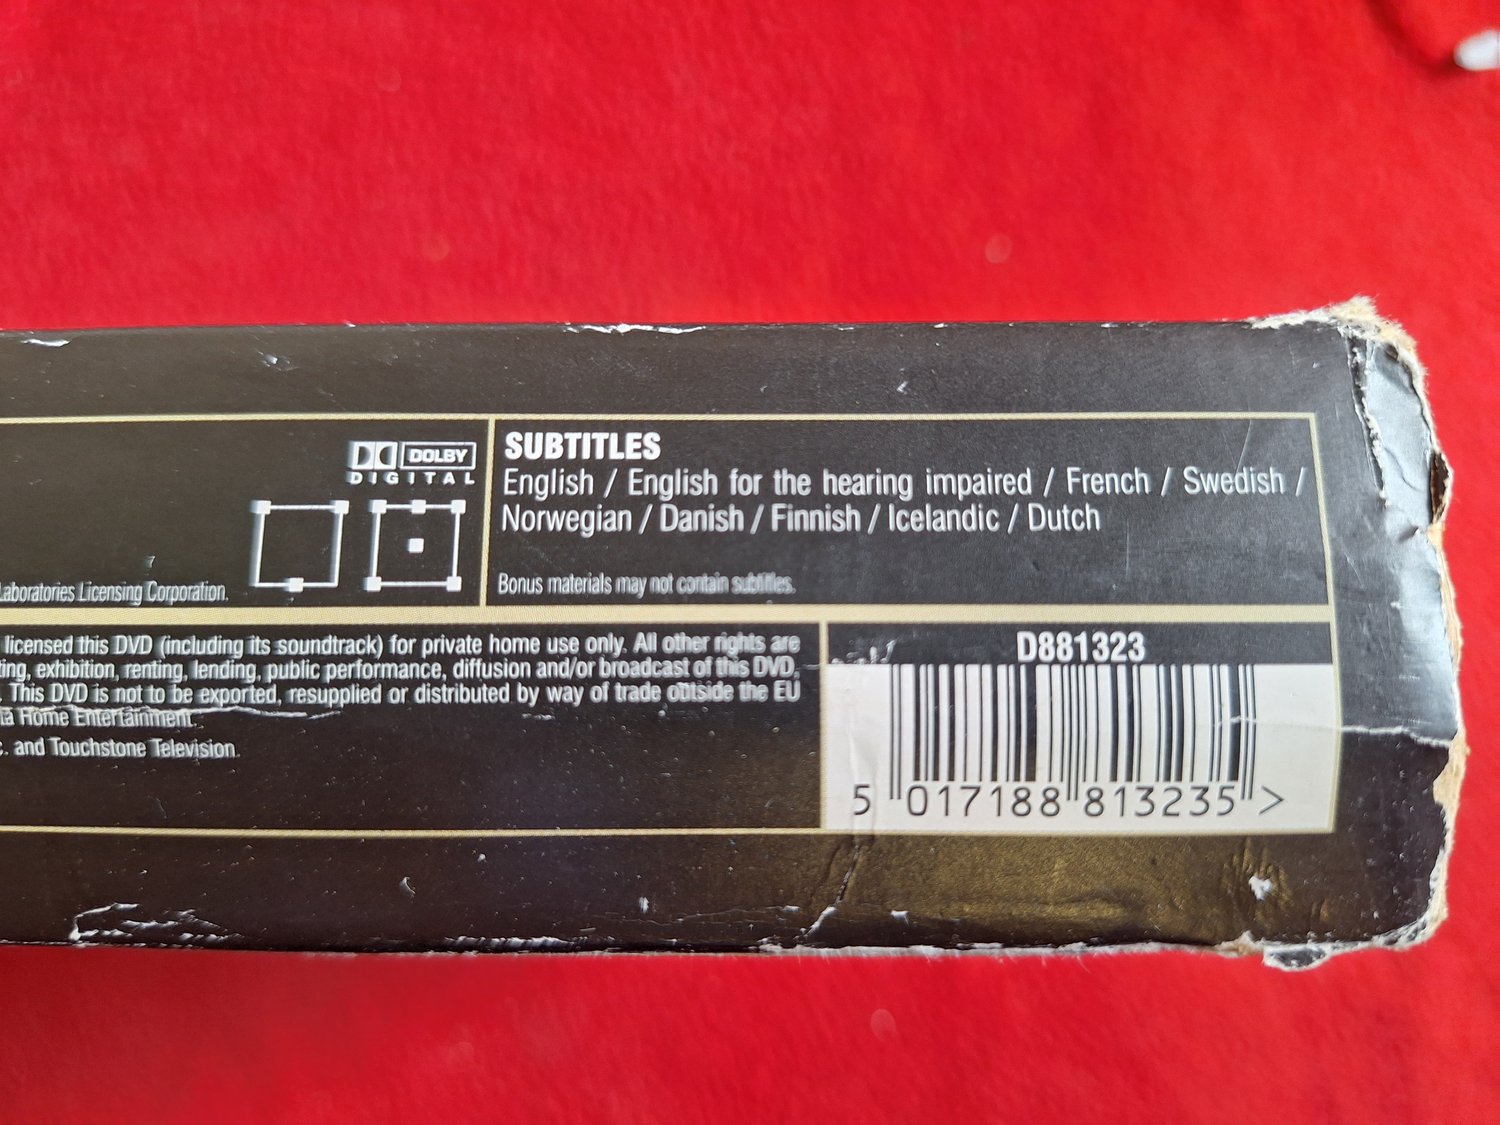 DOLBY
DIGITAL
Laboratories Licensing Corporation.
SUBTITLES
English / English for the hearing impaired / French / Swedish /
Norwegian / Danish / Finnish / Icelandic / Dutch
Bonus materials may not contain subtitles.
licensed this DVD (including its soundtrack) for private home use only. All other rights are
exhibition, renting, lending, public performance, diffusion and/or broadcast of this DVD,
. This DVD is not to be exported, resupplied or distributed by way of trade outside the EU
Home Entertainment.
. and Touchstone Television.
D881323
5 017188 813235 >